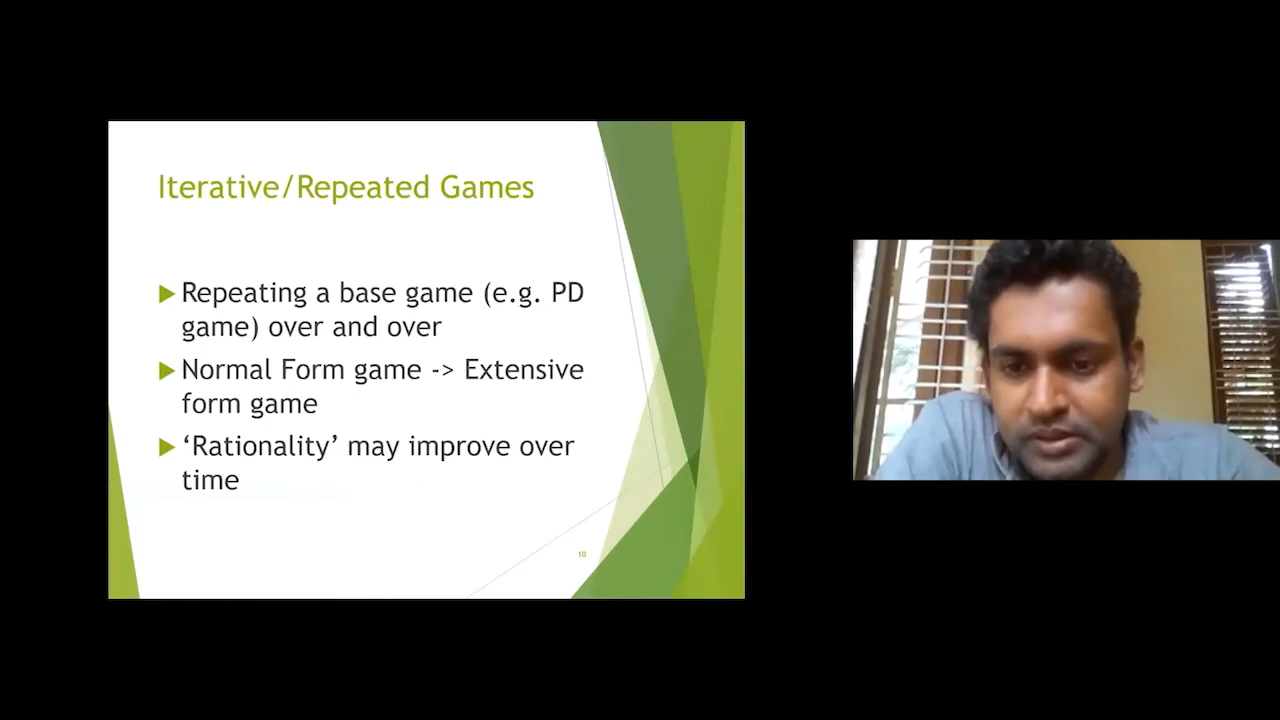 Iterative/Repeated Games
Repeating a base game (e.g. PD
game) over and over
Normal Form game -> Extensive
form game
‘Rationality’ may improve over
time
10